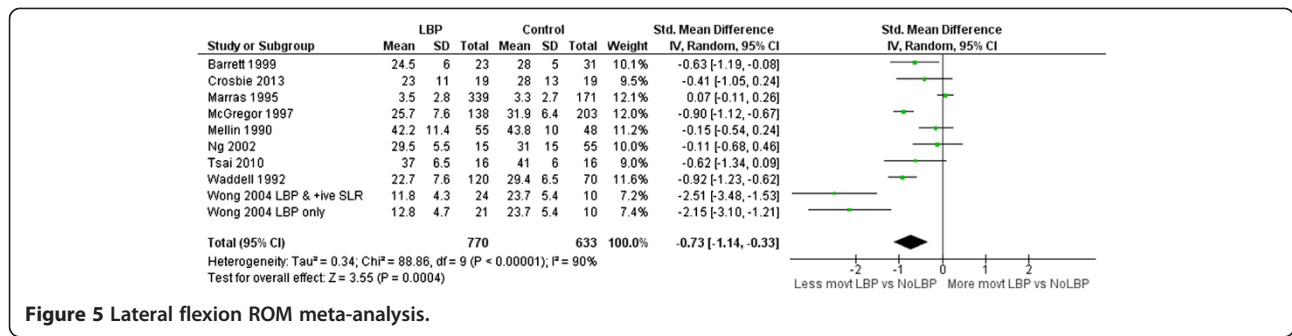 LBP Control Std. Mean Difference Std. Mean Difference
Study or Subgroup Mean SD Total Mean SD Total Weight IV, Random, 95% CI IV, Random, 95% CI
Barrett 1999 24.5 6 23 28 5 31 10.1% -0.63 [-1.19, -0.08]
Crosbie 2013 23 11 19 28 13 19 9.5% -0.41 [-1.05, 0.24]
Marras 1995 3.5 2.8 339 3.3 2.7 171 12.1% 0.07 [-0.11, 0.26]
McGregor 1997 25.7 7.6 138 31.9 6.4 203 12.0% -0.90 [-1.12, -0.67]
Mellin 1990 42.2 11.4 55 43.8 10 48 11.2% -0.15 [-0.54, 0.24]
Ng 2002 29.5 5.5 15 31 15 55 10.0% -0.11 [-0.68, 0.46]
Tsai 2010 37 6.5 16 41 6 16 9.0% -0.62 [-1.34, 0.09]
Waddell 1992 22.7 7.6 120 29.4 6.5 70 11.6% -0.92 [-1.23, -0.62]
Wong 2004 LBP & +ive SLR 11.8 4.3 24 23.7 5.4 10 7.2% -2.51 [-3.48, -1.53]
Wong 2004 LBP only 12.8 4.7 21 23.7 5.4 10 7.4% -2.15 [-3.10, -1.21]
Total (95% CI) 770 633 100.0% -0.73 [-1.14, -0.33]
Heterogeneity: Tau² = 0.34; Chi² = 88.86, df = 9 (P < 0.00001); I² = 90%
Test for overall effect: Z = 3.55 (P = 0.0004)
-2 -1 0 1 2
Less movt LBP vs NoLBP More movt LBP vs NoLBP
Figure 5 Lateral flexion ROM meta-analysis.